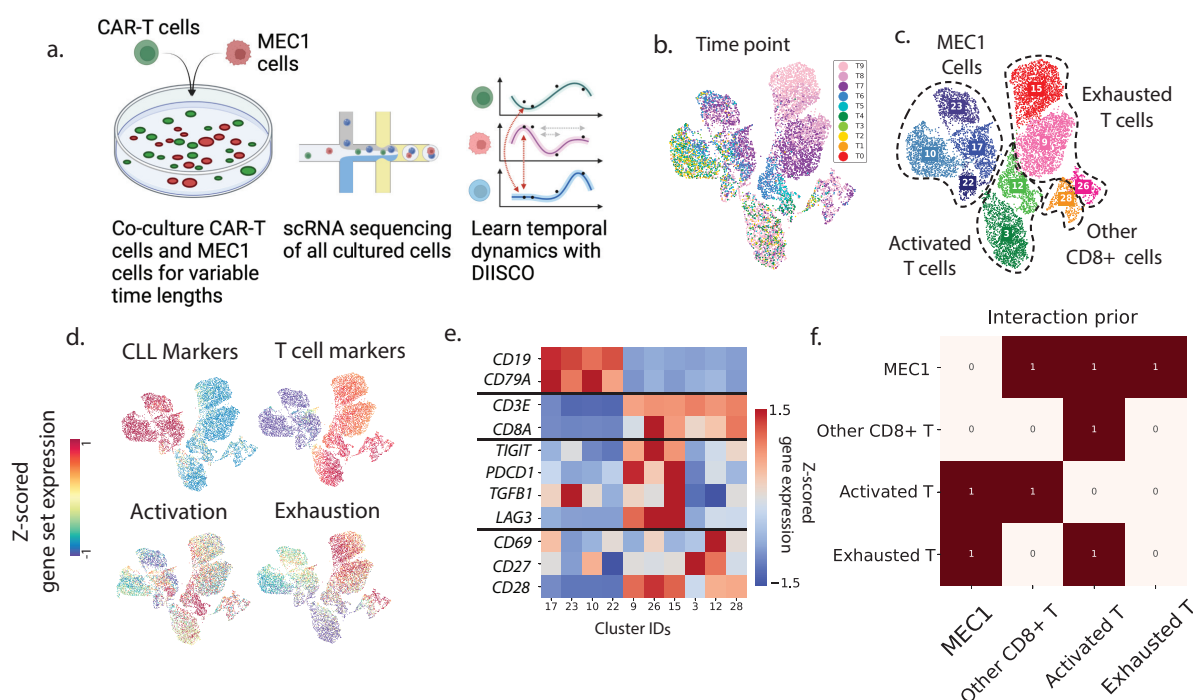 a.
CAR-T cells
MEC1
cells
Co-culture CAR-T
cells and MEC1
cells for variable
time lengths
scRNA sequencing
of all cultured cells
Learn temporal
dynamics with
DIISCO
b.
Time point
T9
T8
T7
T6
T5
T4
T3
T2
T1
T0
c.
MEC1
Cells
Exhausted
T cells
Activated
T cells
Other
CD8+ cells
15
23
9
17
10
22
12
26
28
3
d.
CLL Markers
T cell markers
Activation
Exhaustion
Z-scored
gene set expression
1
-1
e.
CD19
CD79A
CD3E
CD8A
TIGIT
PDCD1
TGFB1
LAG3
CD69
CD27
CD28
17 23 10 22 9 26 15 3 12 28
Cluster IDs
1.5
−1.5
Z-scored
gene expression
f.
Interaction prior
MEC1 0 1 1 1
Other CD8+ T 0 0 1 0
Activated T 1 1 0 0
Exhausted T 1 0 1 0
MEC1
Other CD8+ T
Activated T
Exhausted T